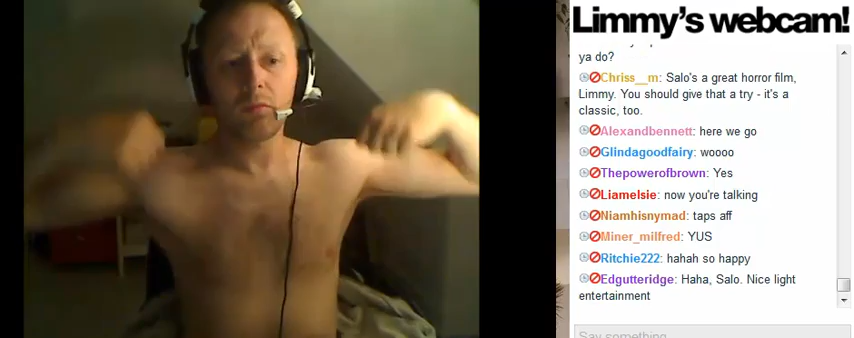 Limmy's webcam!
ya do?
Chriss__m: Salo's a great horror film,
Limmy. You should give that a try - it's a
classic, too.
Alexandbennett: here we go
Glindagoodfairy: woooo
Thepowerofbrown: Yes
Liamelsie: now you're talking
Niamhisnymad: taps aff
Miner_milfred: YUS
Ritchie222: hahah so happy
Edgutteridge: Haha, Salo. Nice light
entertainment
Say something